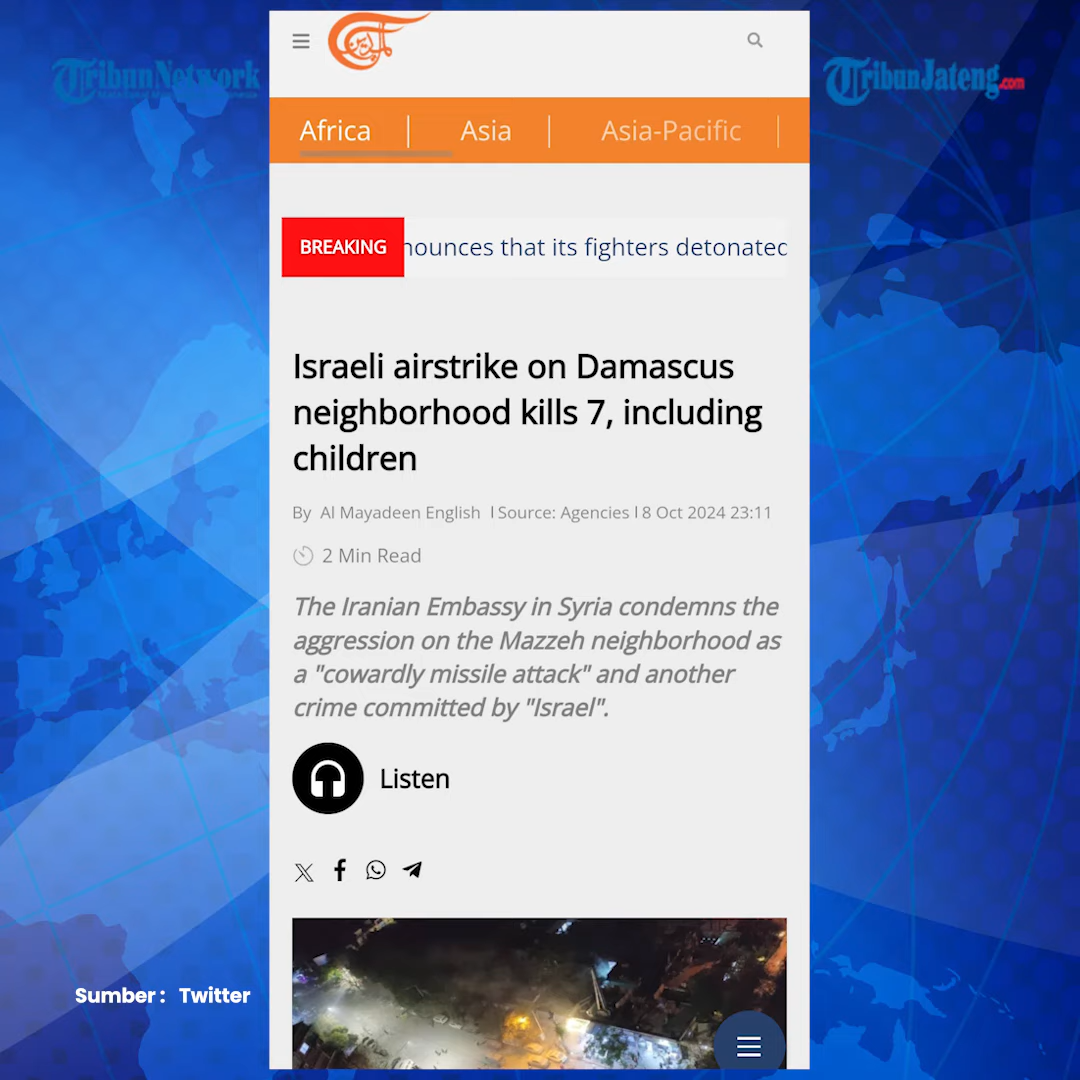 TribunNetwork
TribunJateng.com
الميادين
Africa
Asia
Asia-Pacific
BREAKING
nounces that its fighters detonated
Israeli airstrike on Damascus
neighborhood kills 7, including
children
By Al Mayadeen English | Source: Agencies | 8 Oct 2024 23:11
2 Min Read
The Iranian Embassy in Syria condemns the
aggression on the Mazzeh neighborhood as
a "cowardly missile attack" and another
crime committed by "Israel".
Listen
Sumber : Twitter